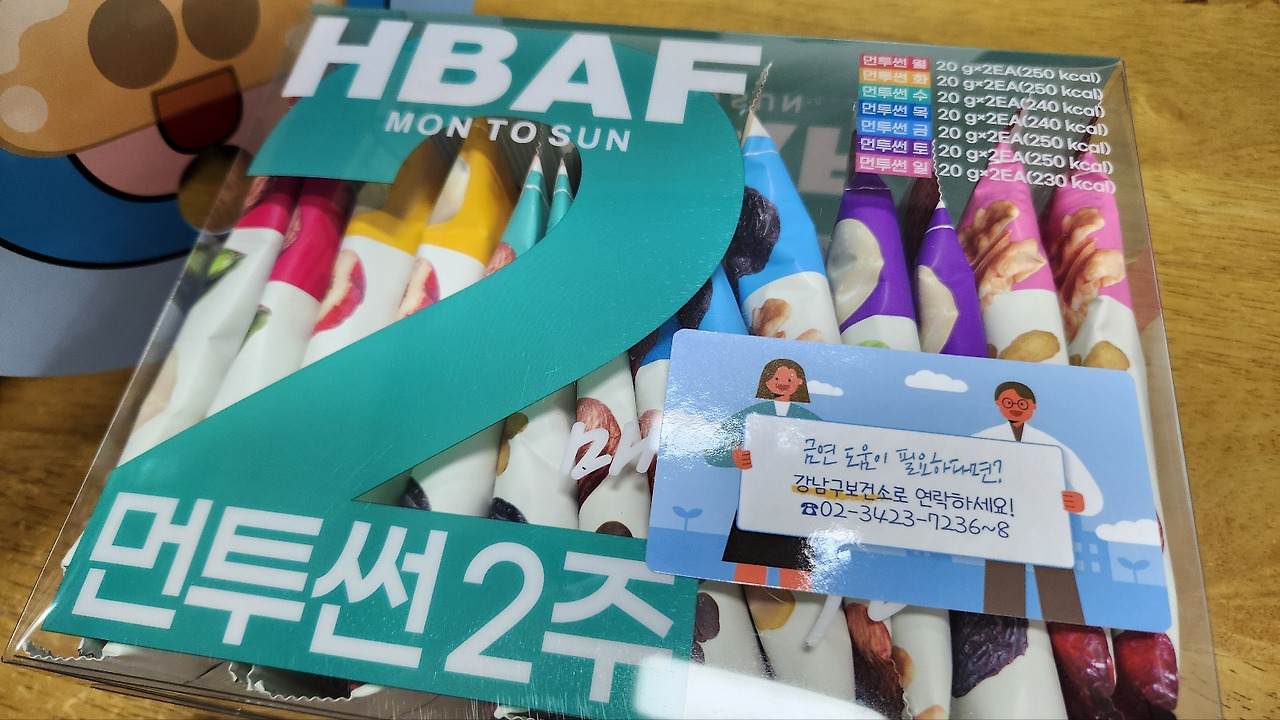 HBAF
MON TO SUN
2
먼투썬 2주
먼투썬 월 20 g×2EA(250 kcal)
먼투썬 화 20 g×2EA(250 kcal)
먼투썬 수 20 g×2EA(240 kcal)
먼투썬 목 20 g×2EA(240 kcal)
먼투썬 금 20 g×2EA(250 kcal)
먼투썬 토 20 g×2EA(250 kcal)
먼투썬 일 20 g×2EA(230 kcal)
금연 도움이 필요하다면?
강남구보건소로 연락하세요!
☎02-3423-7236~8